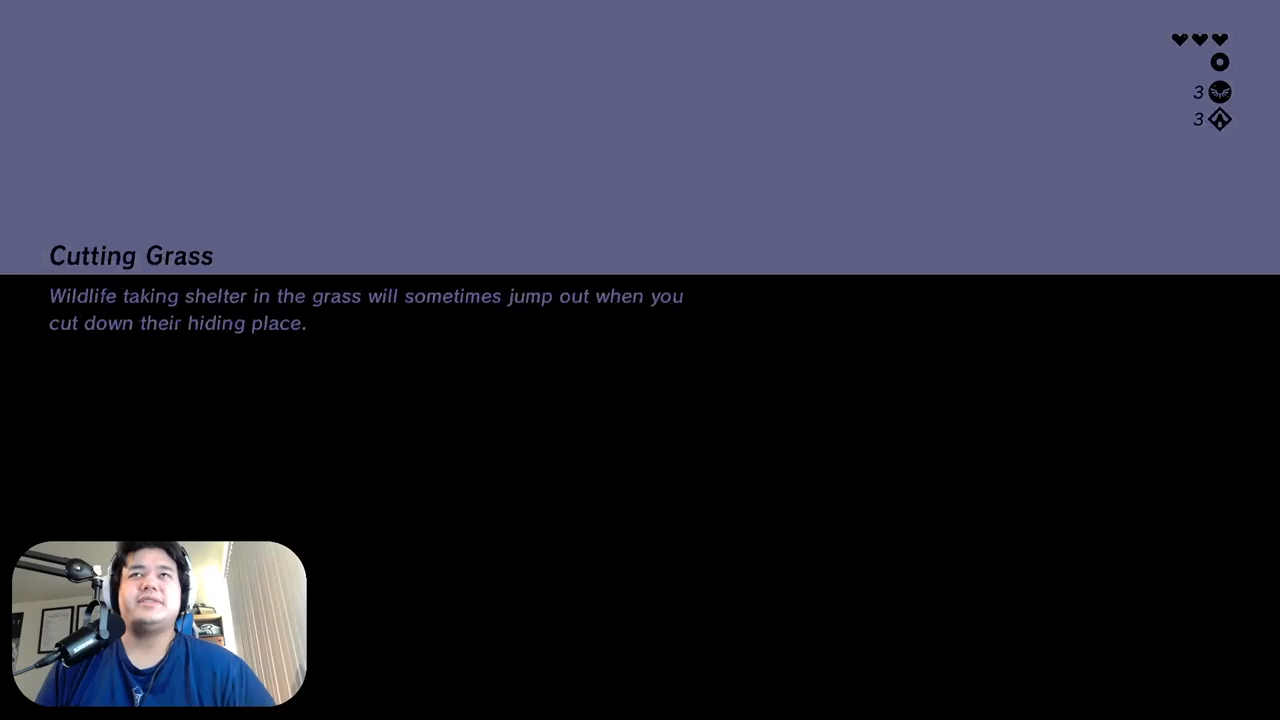 3
3
Cutting Grass
Wildlife taking shelter in the grass will sometimes jump out when you
cut down their hiding place.